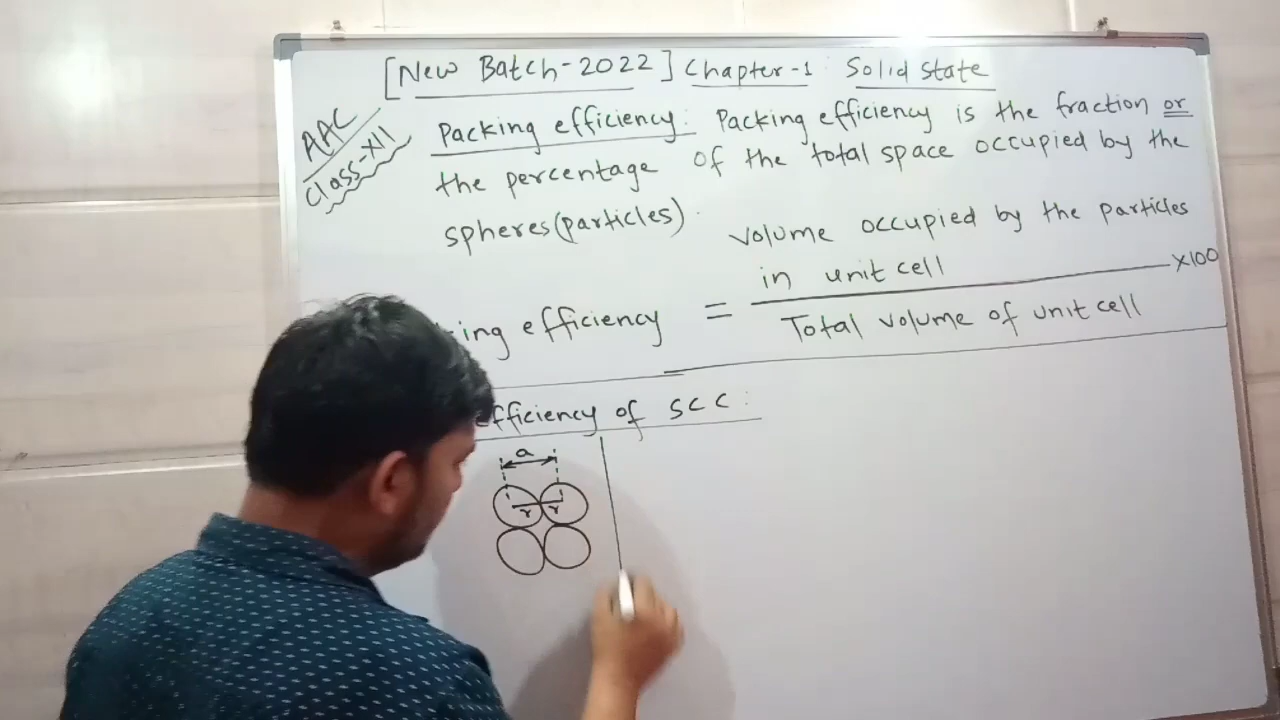 [New Batch-2022] Chapter-1: Solid State
AAC
Class-XII
Packing efficiency: Packing efficiency is the fraction or
the percentage of the total space occupied by the
spheres(particles).
volume occupied by the particles
in unit cell
ing efficiency = ×100
Total volume of unit cell
efficiency of SCC:
a
r r